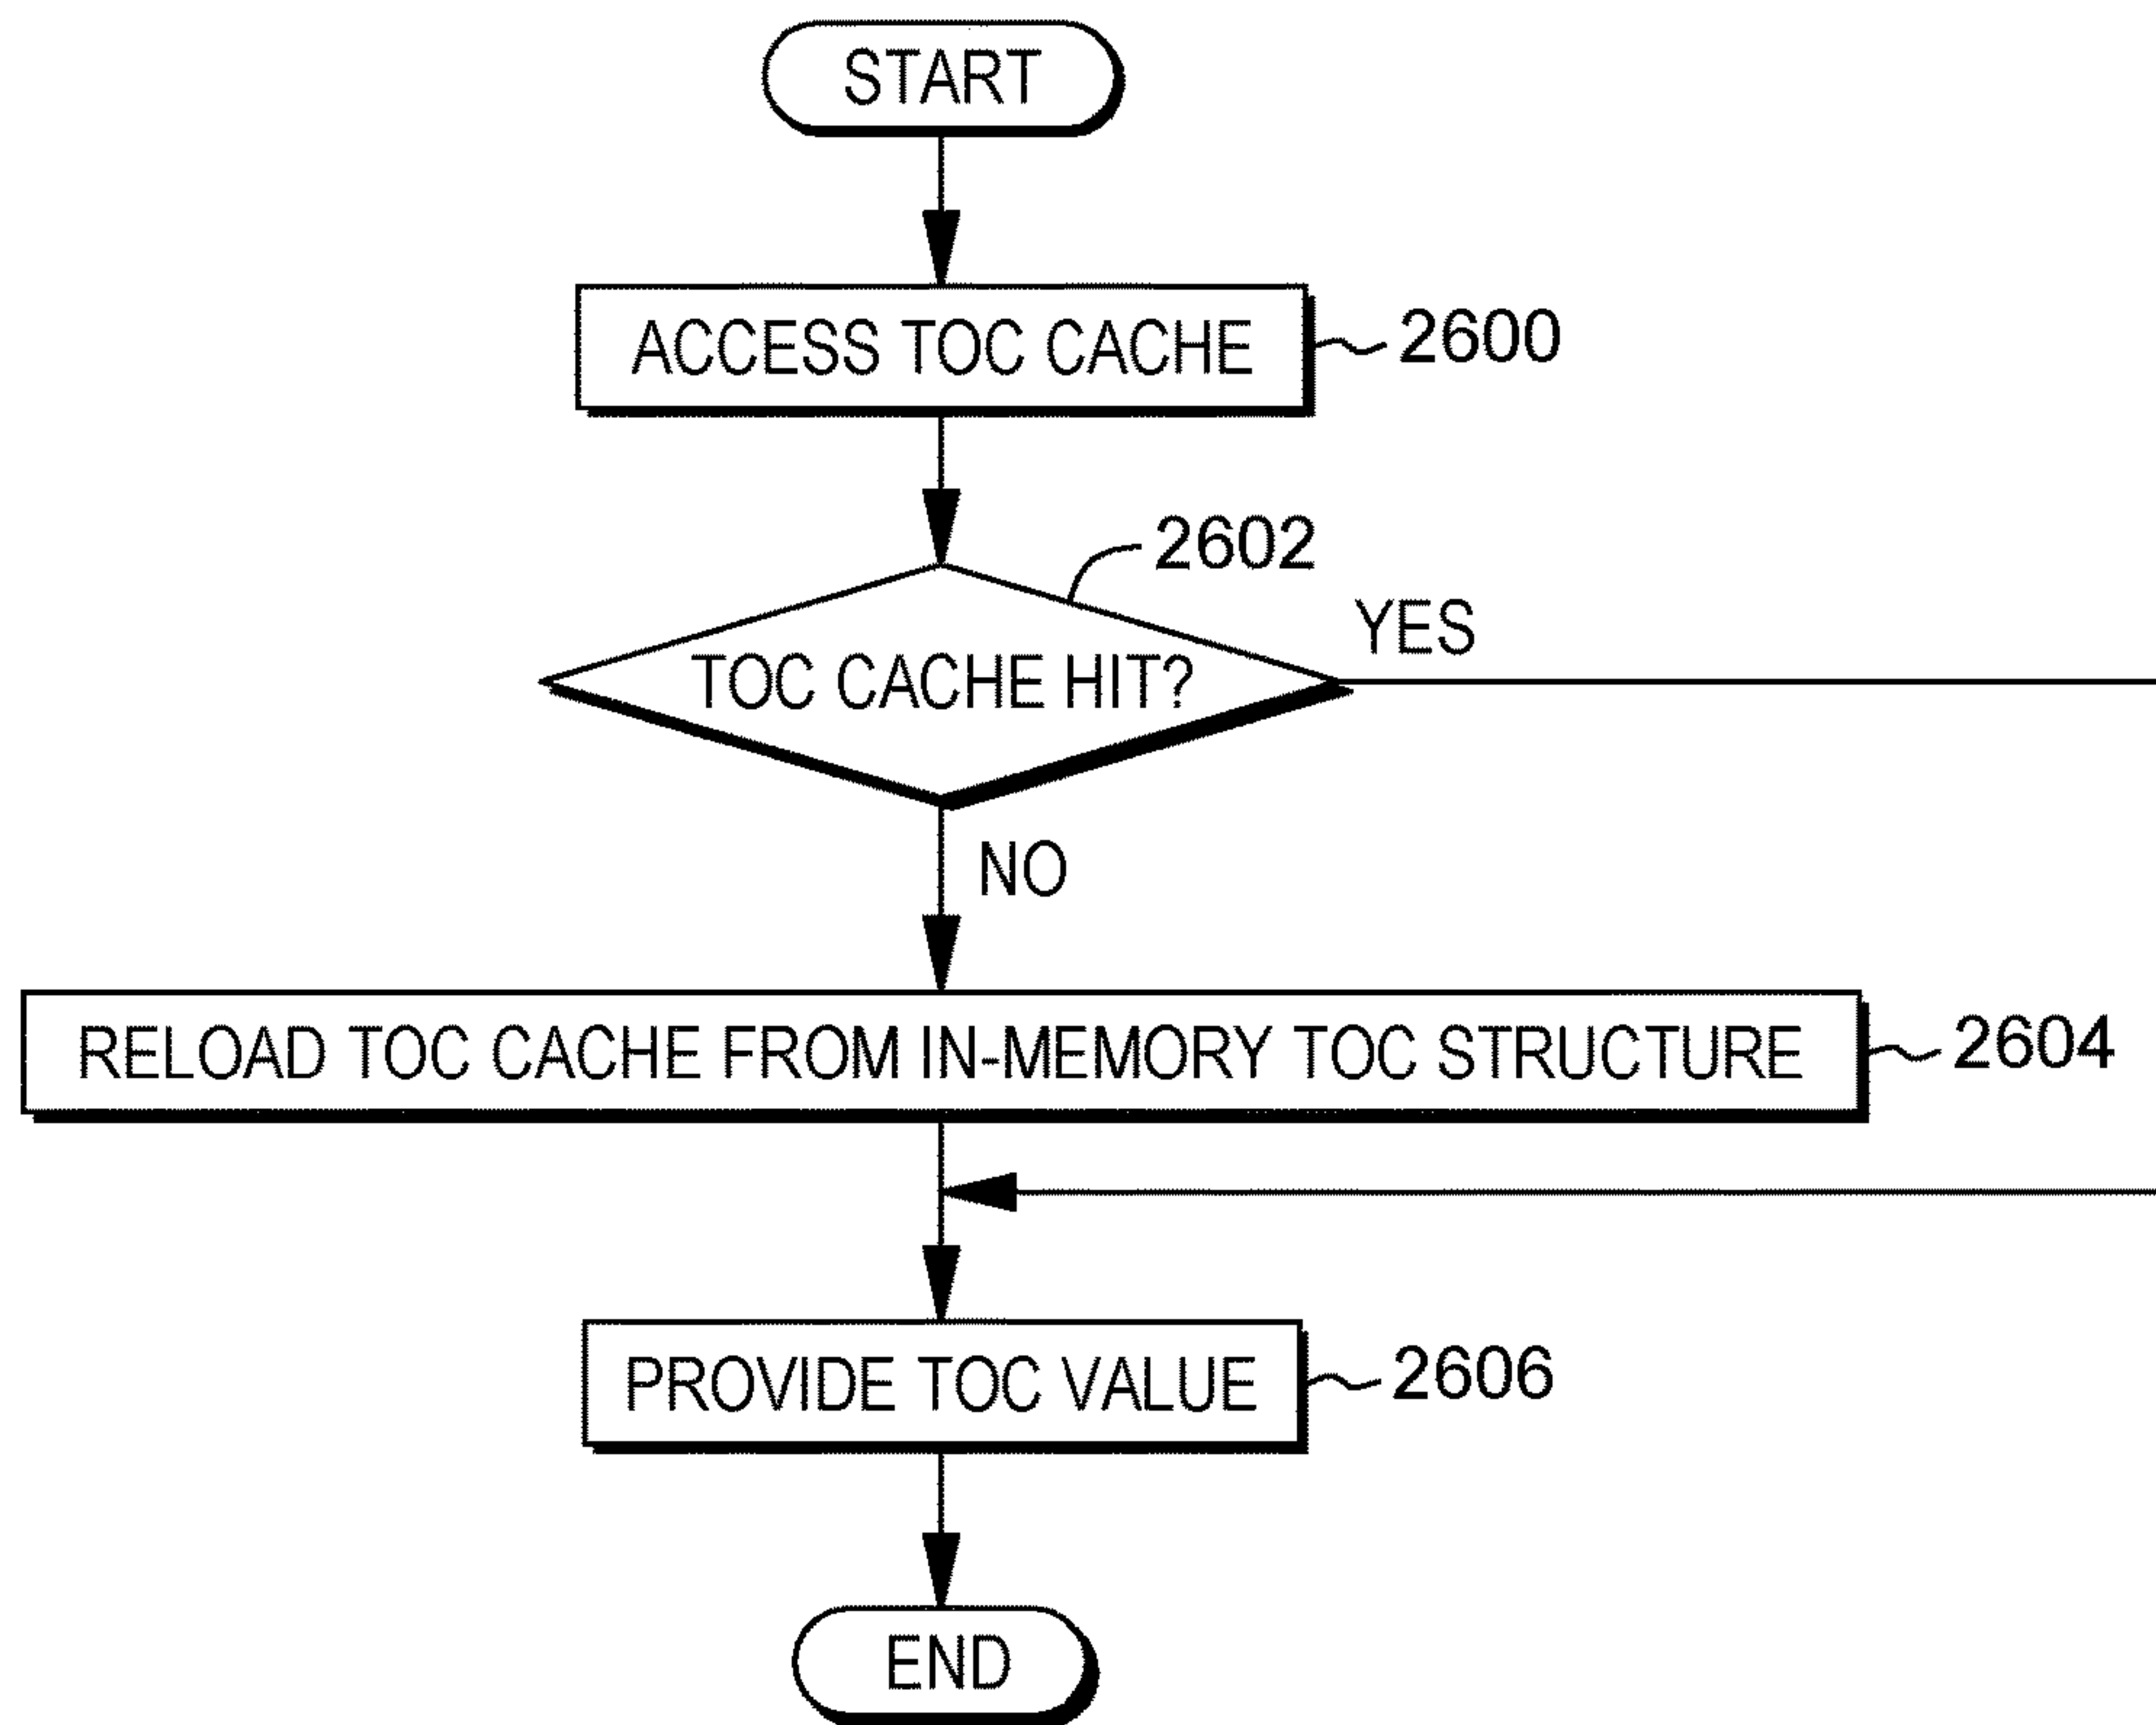 START
ACCESS TOC CACHE
2600
2602
TOC CACHE HIT?
YES
NO
RELOAD TOC CACHE FROM IN-MEMORY TOC STRUCTURE
2604
PROVIDE TOC VALUE
2606
END